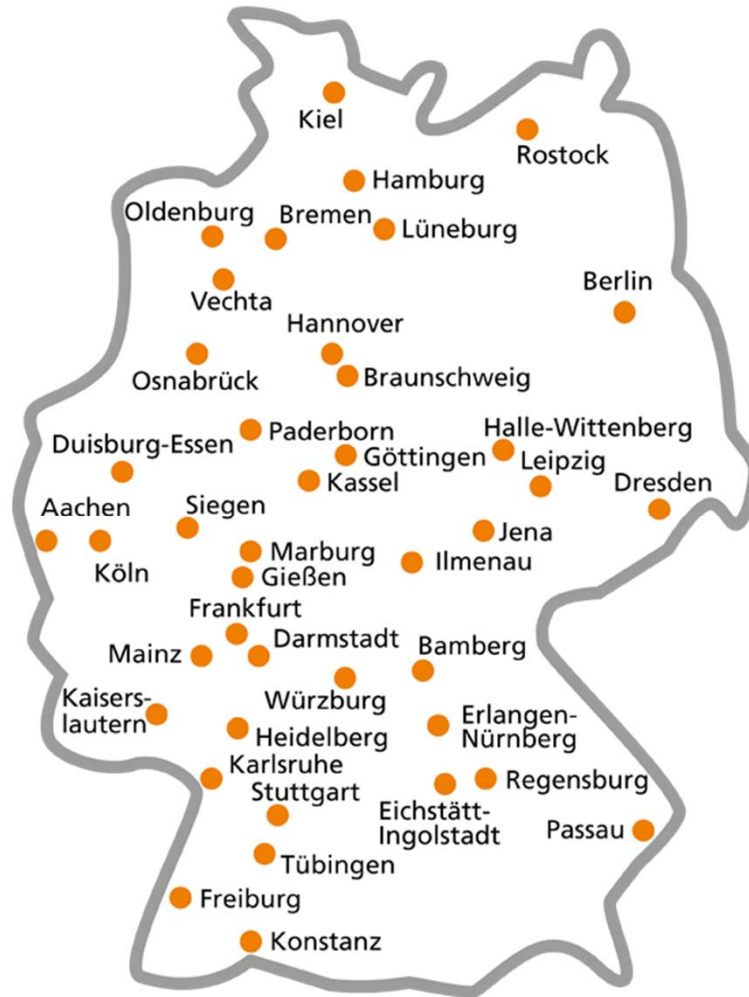 Kiel
Rostock
Hamburg
Oldenburg
Bremen
Lüneburg
Vechta
Berlin
Hannover
Osnabrück
Braunschweig
Paderborn
Halle-Wittenberg
Duisburg-Essen
Göttingen
Leipzig
Kassel
Dresden
Aachen
Siegen
Jena
Köln
Marburg
Ilmenau
Gießen
Frankfurt
Mainz
Darmstadt
Bamberg
Würzburg
Kaisers-
lautern
Heidelberg
Erlangen-
Nürnberg
Karlsruhe
Stuttgart
Regensburg
Eichstätt-
Ingolstadt
Passau
Tübingen
Freiburg
Konstanz